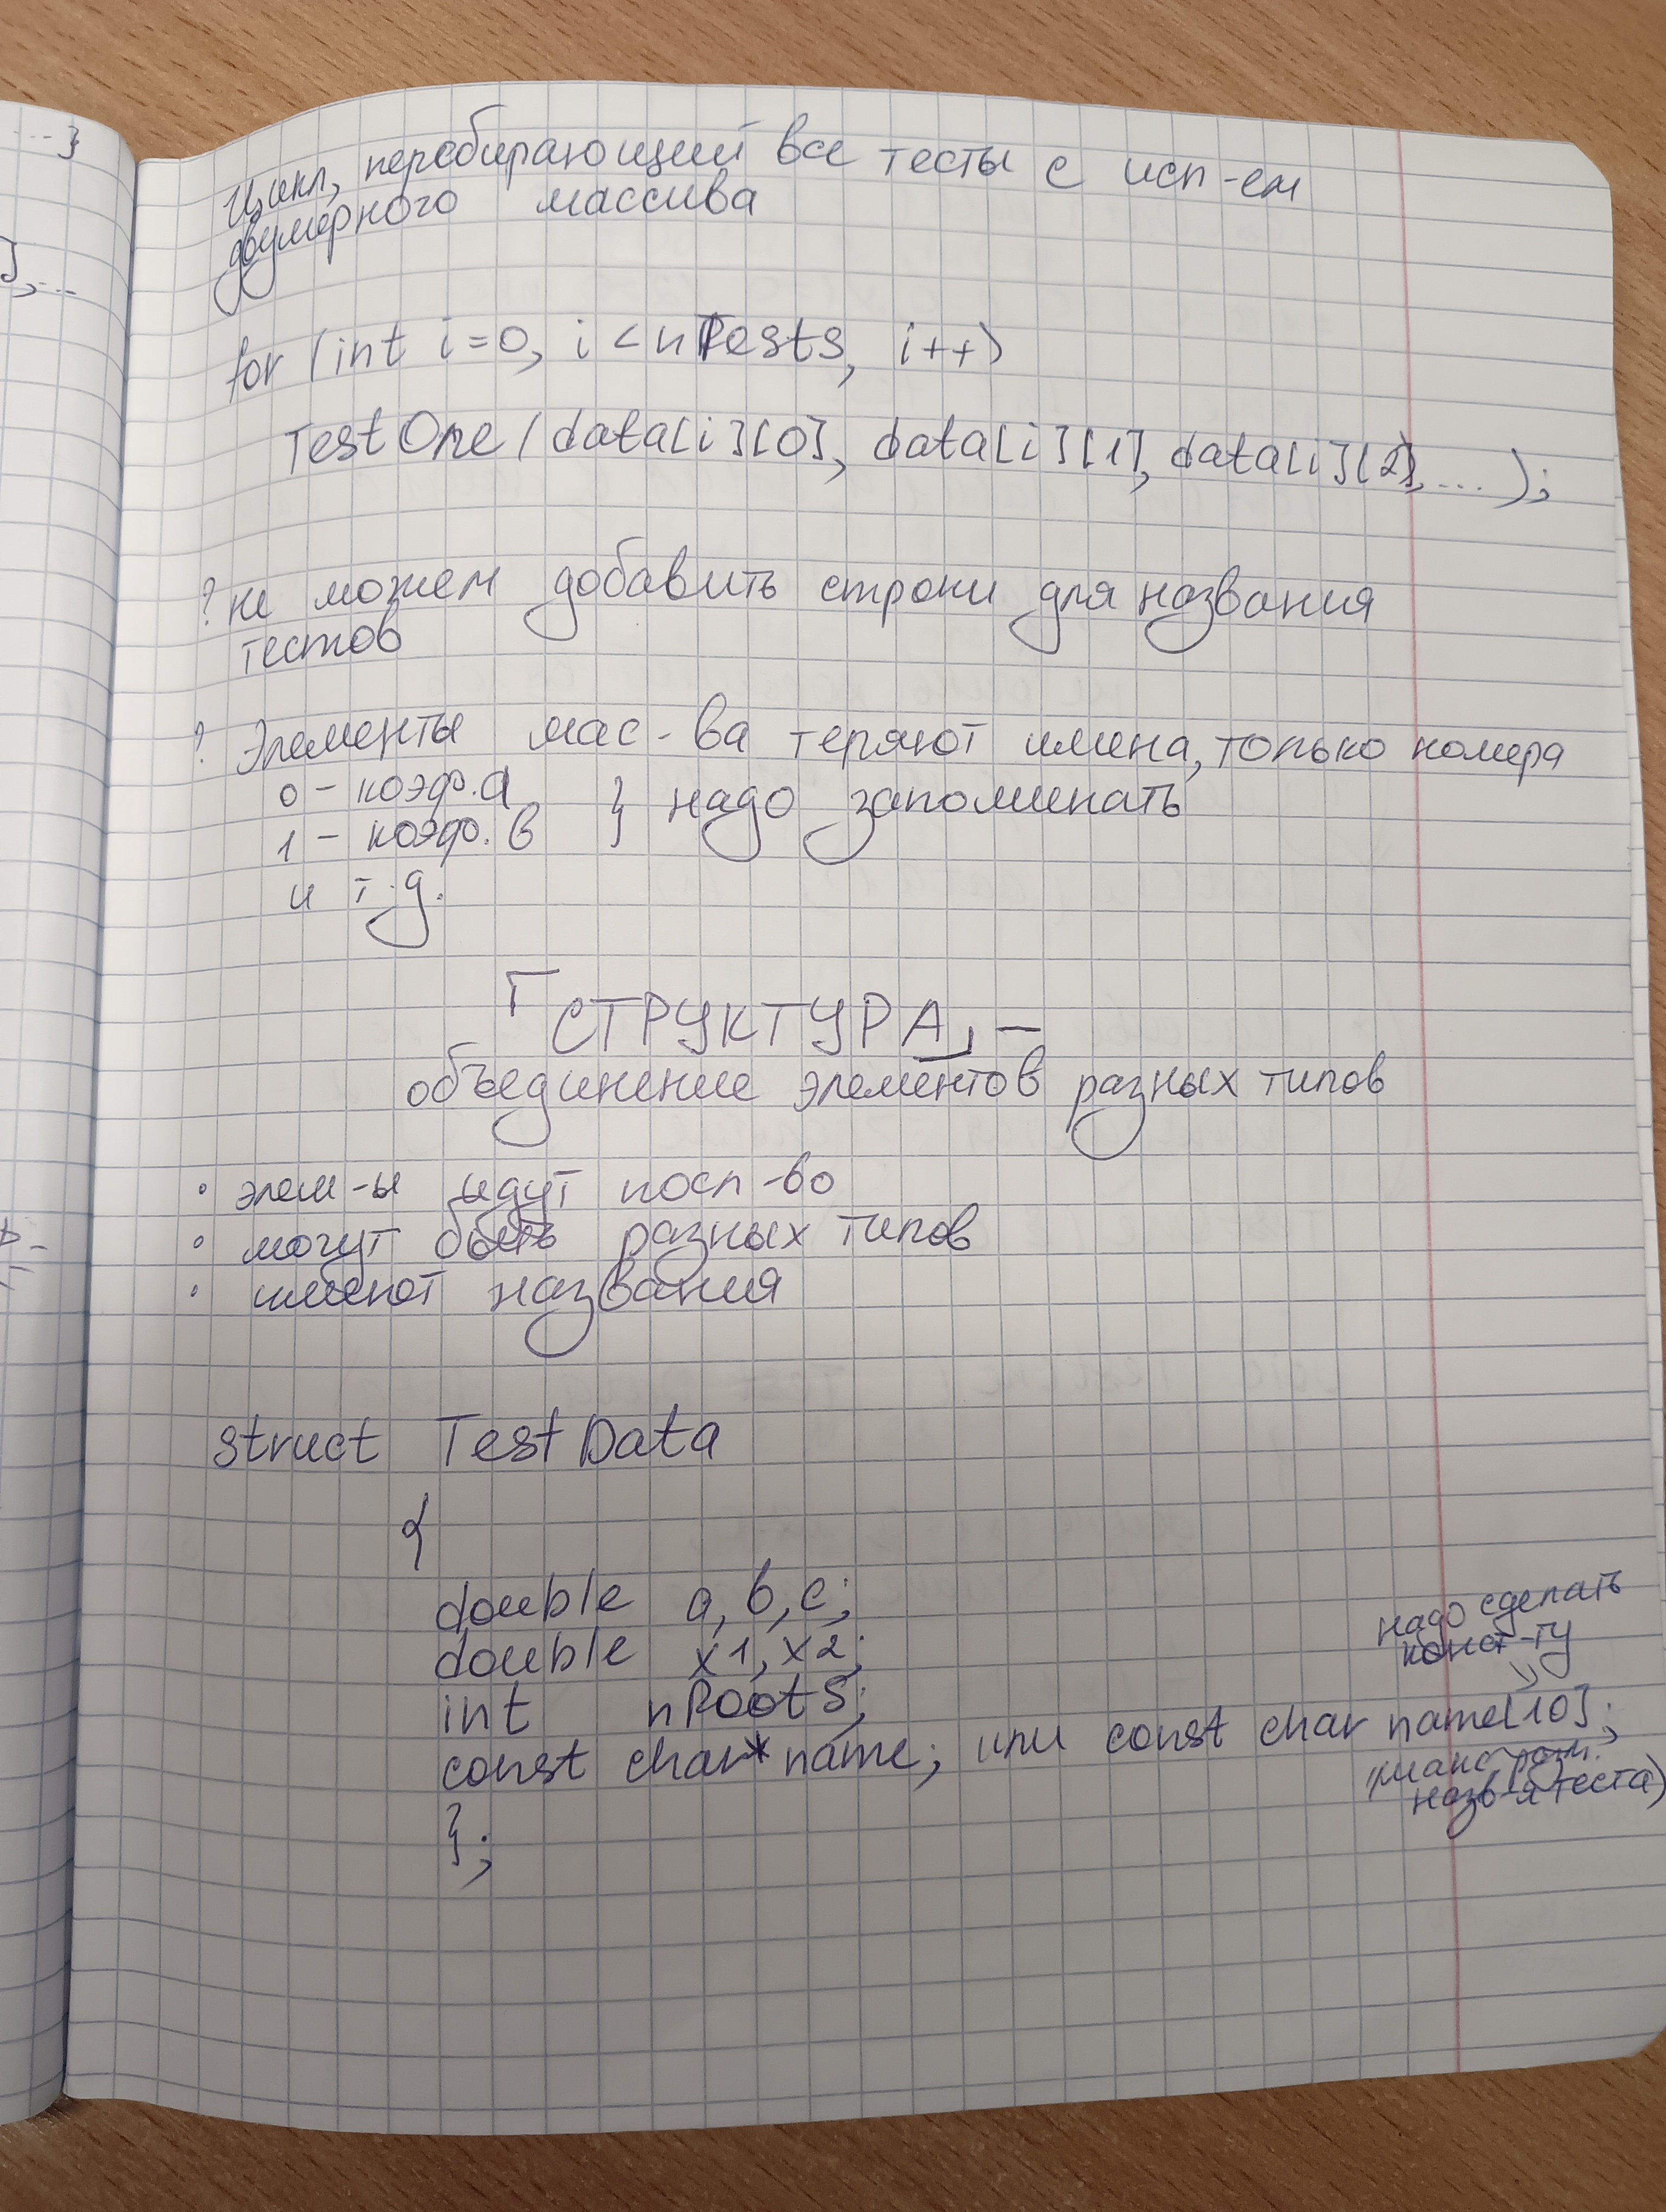 ...}
],...
Цикл, перебирающий все тесты с исп-ем
двумерного массива
for (int i=0, i<nTests, i++)
TestOne(data[i][0], data[i][1], data[i][2], ...);
? не можем добавить строки для названия
тестов
? Элементы мас-ва теряют имена, только номера
0 - коэф. a
1 - коэф. b } надо запоминать
и т.д.
СТРУКТУРА, -
объединение элементов разных типов
• элем-ы идут посл-во
• могут быть разных типов
• имеют названия
struct TestData
{
double a, b, c;
double x1, x2;
надо сделать
конст-ту
int nRoots;
const char* name; или const char name[10];
(макс. разм.
назв-я теста)
};